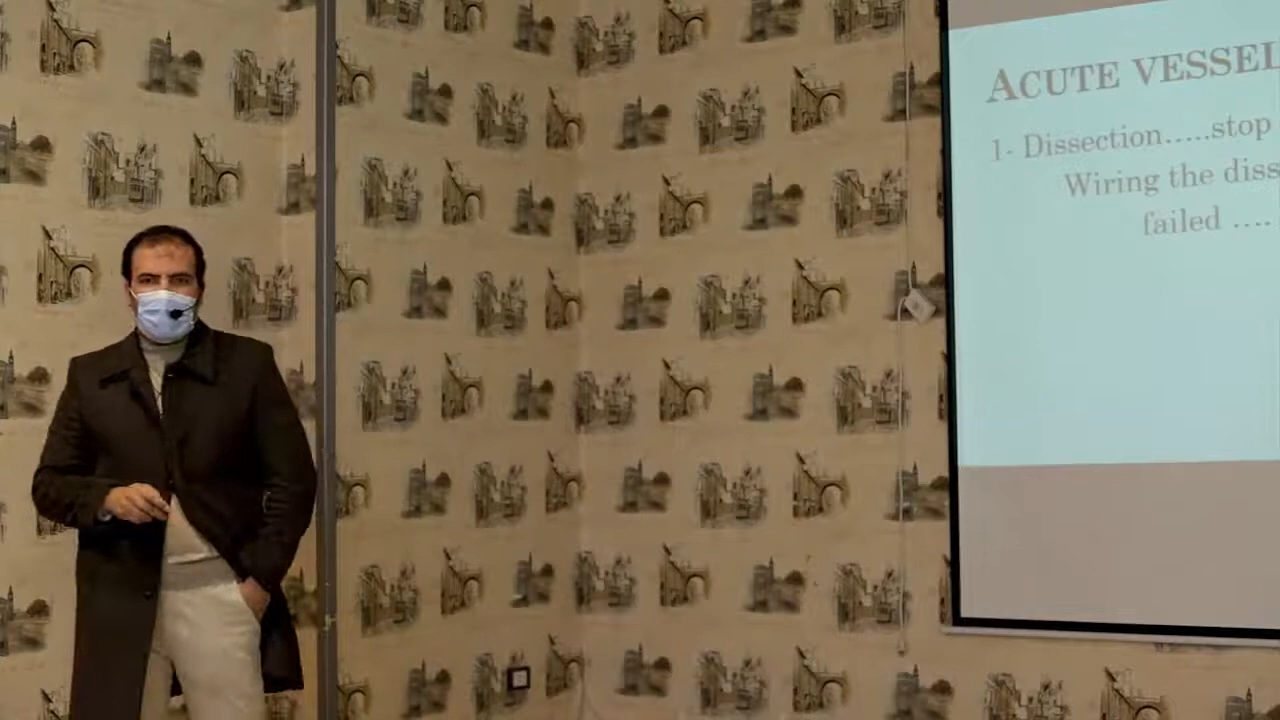 ACUTE VESSEL
1- Dissection.....stop
Wiring the diss
failed ....